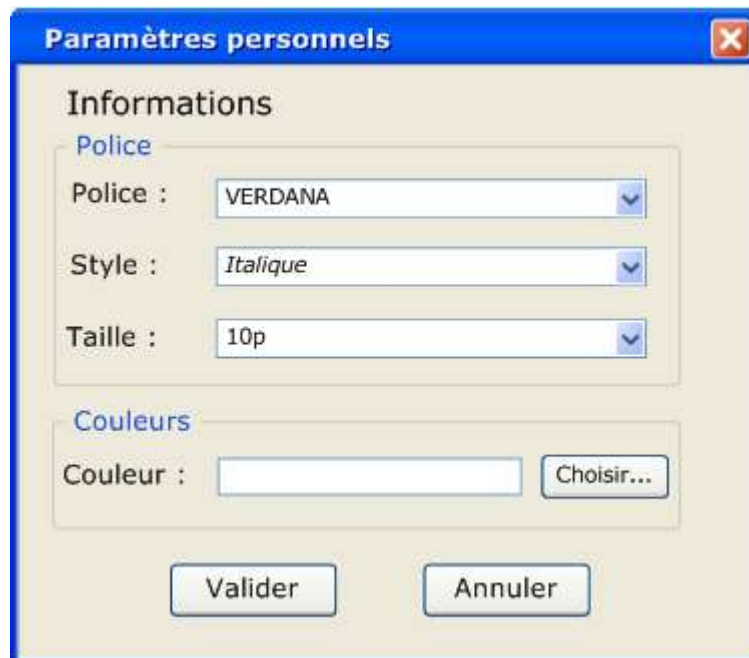 Paramètres personnels
Informations
Police
Police : VERDANA
Style : Italique
Taille : 10p
Couleurs
Couleur : Choisir...
Valider Annuler